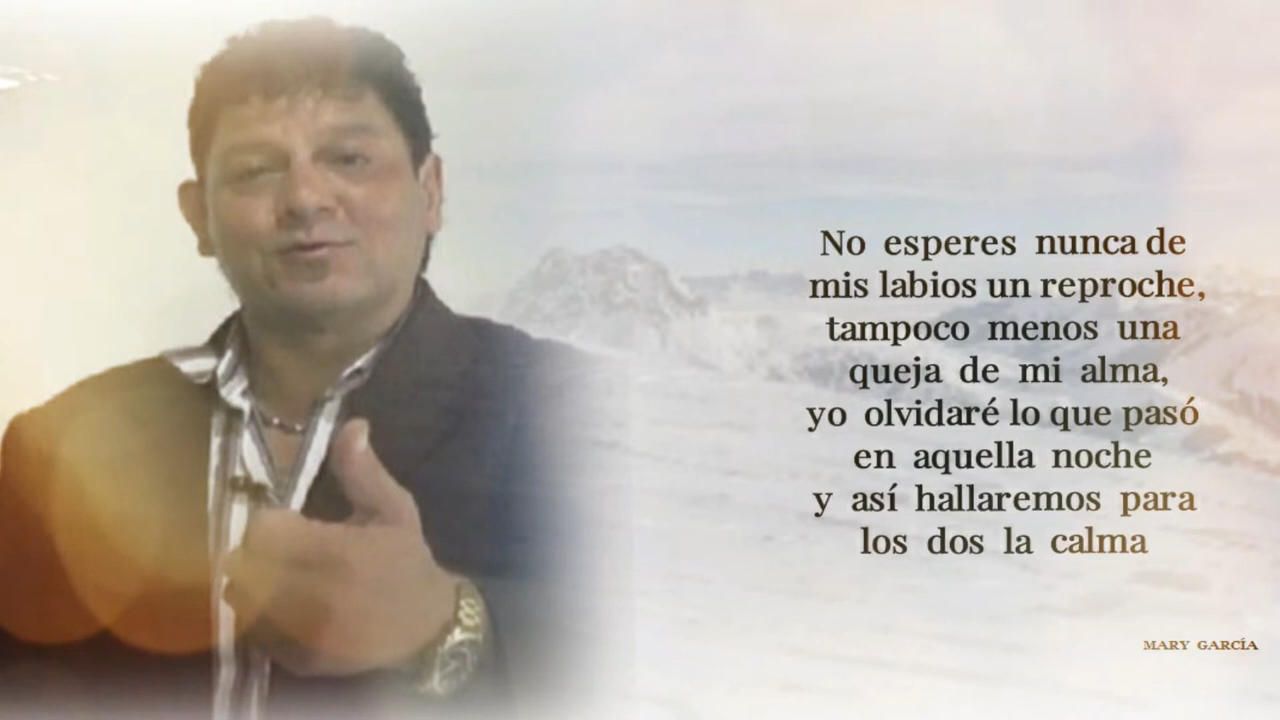 No esperes nunca de
mis labios un reproche,
tampoco menos una
queja de mi alma,
yo olvidaré lo que pasó
en aquella noche
y así hallaremos para
los dos la calma
MARY GARCÍA